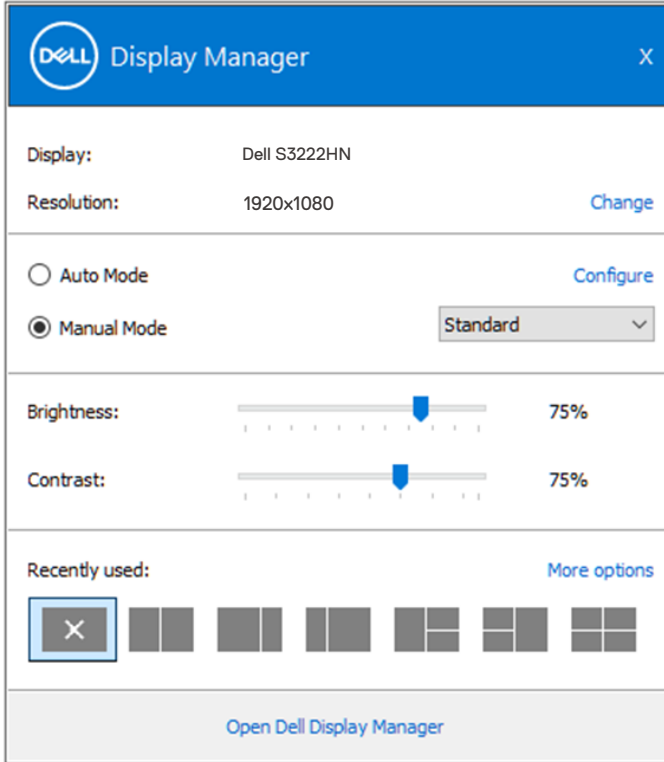 DELL Display Manager X
Display: Dell S3222HN
Resolution: 1920x1080 Change
Auto Mode Configure
Manual Mode Standard
Brightness: 75%
Contrast: 75%
Recently used: More options
Open Dell Display Manager